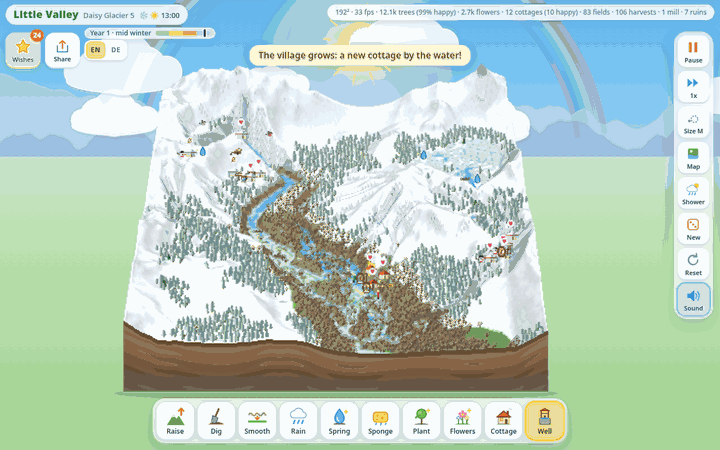 Little Valley Daisy Glacier 5 13:00
192² · 33 fps · 12.1k trees (99% happy) · 2.7k flowers · 12 cottages (10 happy) · 83 fields · 106 harvests · 1 mill · 7 ruins
Year 1 · mid winter
24
Wishes
Share
EN DE
The village grows: a new cottage by the water!
Pause
1x
Size M
Map
Shower
New
Reset
Sound
Raise Dig Smooth Rain Spring Sponge Plant Flowers Cottage Well